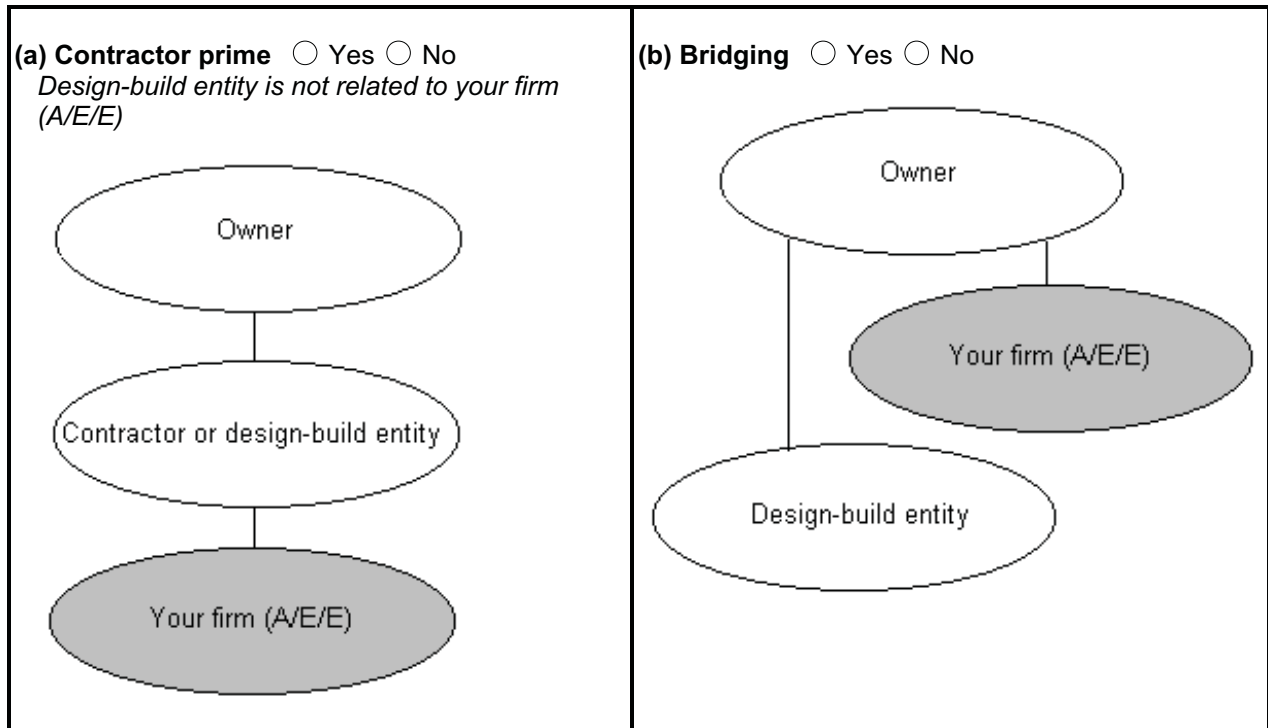 (a) Contractor prime ○ Yes ○ No
Design-build entity is not related to your firm
(A/E/E)
Owner
Contractor or design-build entity
Your firm (A/E/E)
(b) Bridging ○ Yes ○ No
Owner
Your firm (A/E/E)
Design-build entity